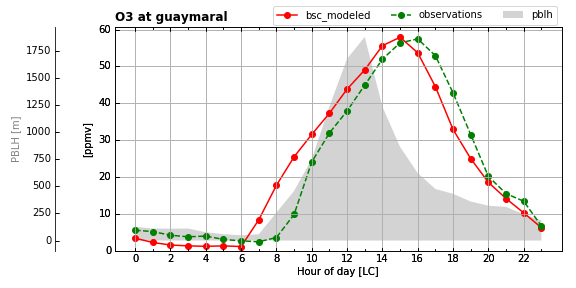 O3 at guaymaral
bsc_modeled
observations
pblh
PBLH [m]
1750
1500
1250
1000
750
500
250
0
[ppmv]
60
50
40
30
20
10
0
0 2 4 6 8 10 12 14 16 18 20 22
Hour of day [LC]